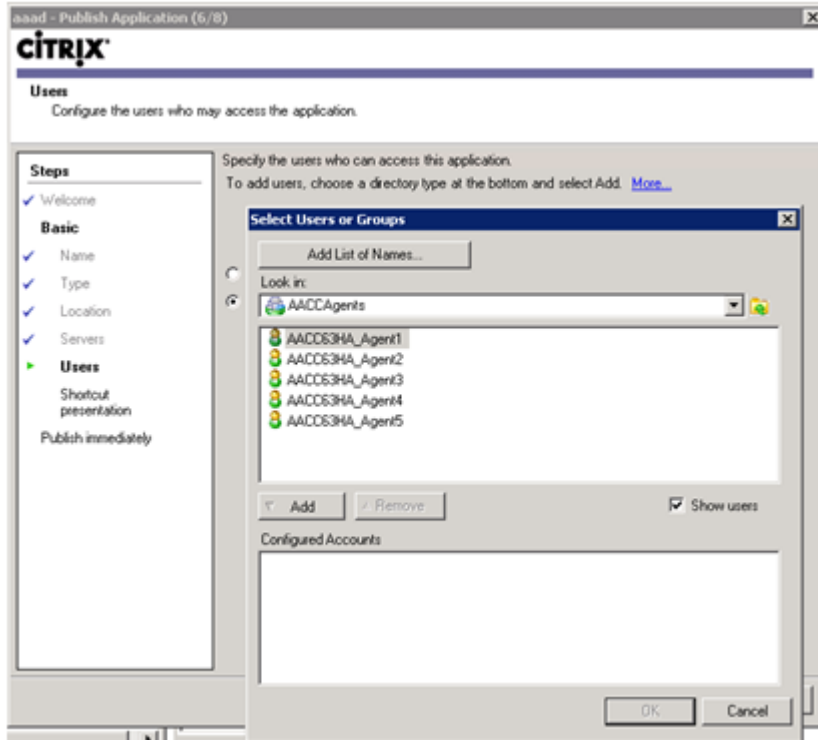 aaad - Publish Application (6/8)
CİTRIX
Users
Configure the users who may access the application.
Steps
Welcome
Basic
Name
Type
Location
Servers
Users
Shortcut
presentation
Publish immediately
Specify the users who can access this application.
To add users, choose a directory type at the bottom and select Add. More...
Select Users or Groups
Add List of Names...
Look in:
AACCAgents
AACC63HA_Agent1
AACC63HA_Agent2
AACC63HA_Agent3
AACC63HA_Agent4
AACC63HA_Agent5
Add
Remove
Show users
Configured Accounts
OK
Cancel